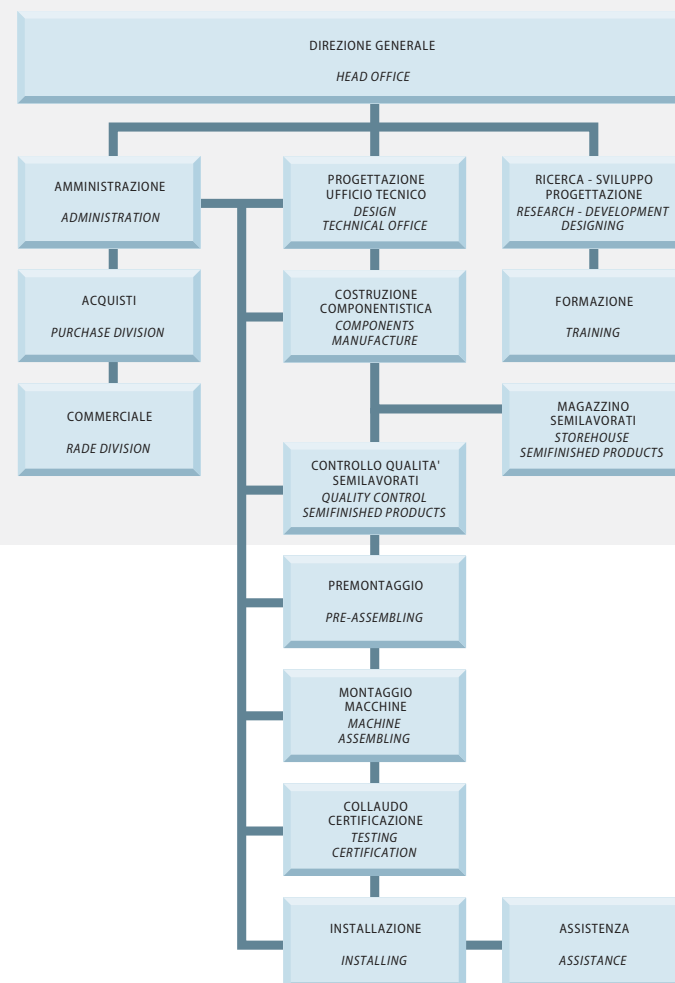 DIREZIONE GENERALE
HEAD OFFICE
AMMINISTRAZIONE
ADMINISTRATION
PROGETTAZIONE
UFFICIO TECNICO
DESIGN
TECHNICAL OFFICE
RICERCA - SVILUPPO
PROGETTAZIONE
RESEARCH - DEVELOPMENT
DESIGNING
ACQUISTI
PURCHASE DIVISION
COSTRUZIONE
COMPONENTISTICA
COMPONENTS
MANUFACTURE
FORMAZIONE
TRAINING
COMMERCIALE
RADE DIVISION
MAGAZZINO
SEMILAVORATI
STOREHOUSE
SEMIFINISHED PRODUCTS
CONTROLLO QUALITA'
SEMILAVORATI
QUALITY CONTROL
SEMIFINISHED PRODUCTS
PREMONTAGGIO
PRE-ASSEMBLING
MONTAGGIO
MACCHINE
MACHINE
ASSEMBLING
COLLAUDO
CERTIFICAZIONE
TESTING
CERTIFICATION
INSTALLAZIONE
INSTALLING
ASSISTENZA
ASSISTANCE